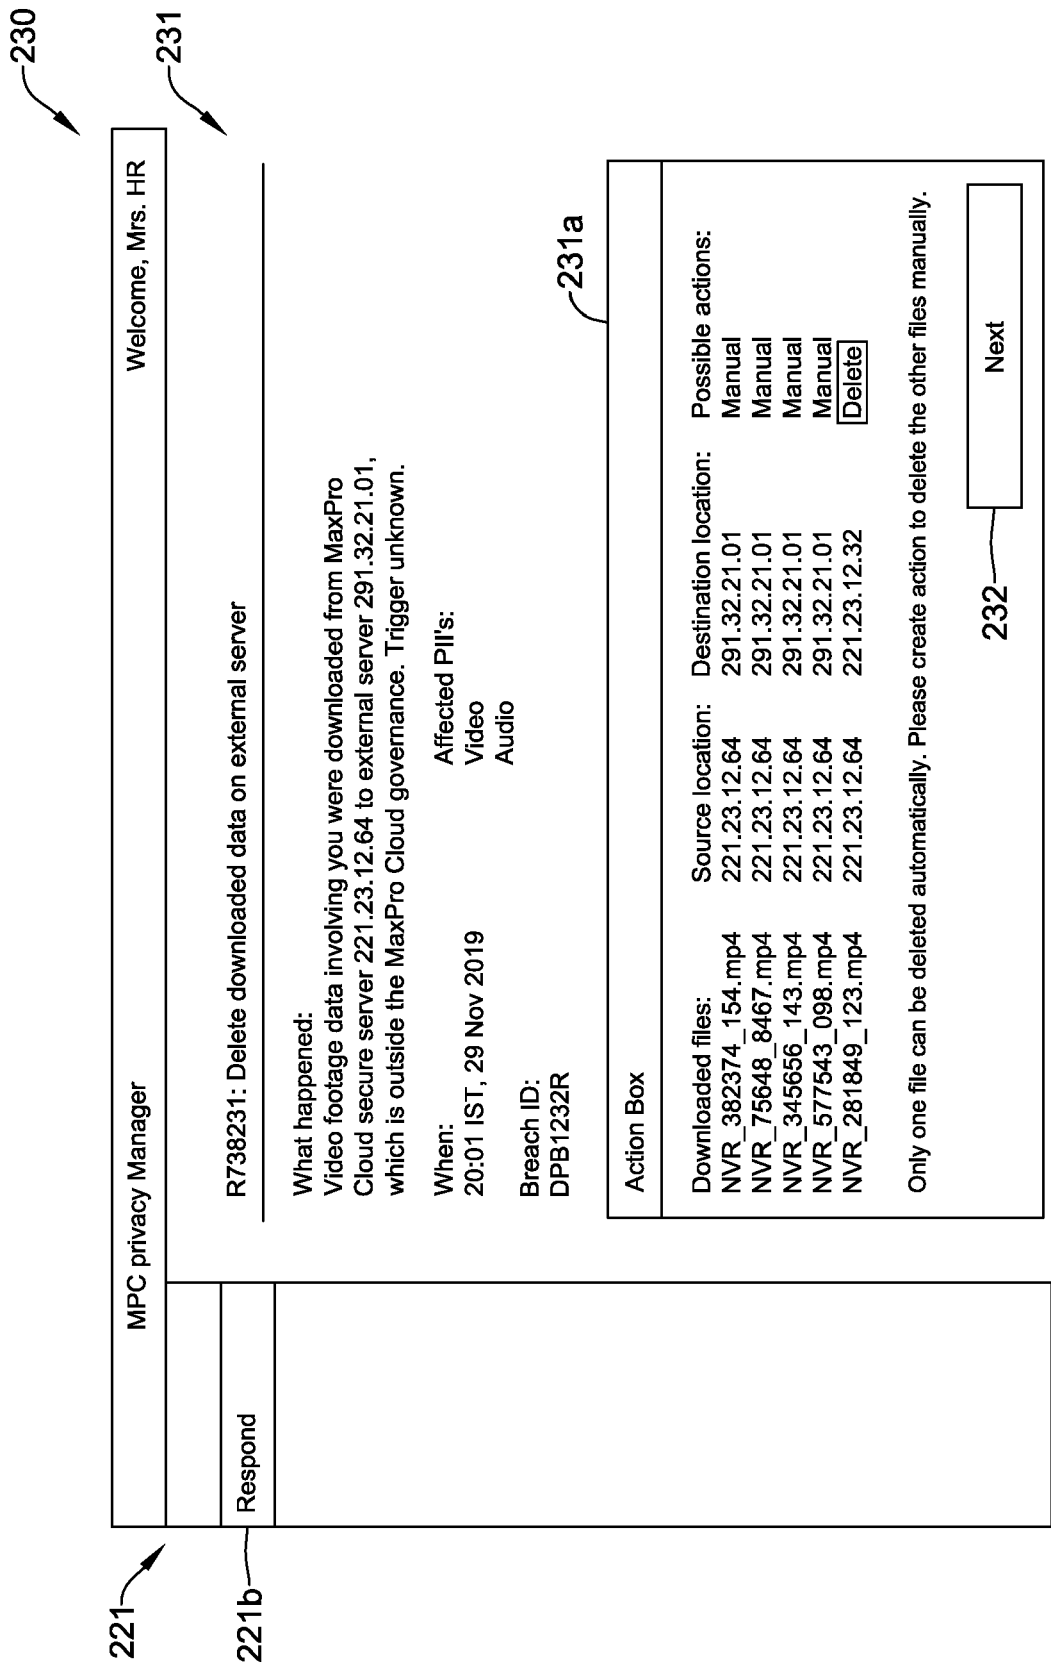 230
MPC privacy Manager Welcome, Mrs. HR
221
231
221b
Respond
R738231: Delete downloaded data on external server
What happened:
Video footage data involving you were downloaded from MaxPro
Cloud secure server 221.23.12.64 to external server 291.32.21.01,
which is outside the MaxPro Cloud governance. Trigger unknown.
When: Affected PII's:
20:01 IST, 29 Nov 2019 Video
Audio
Breach ID:
DPB1232R
231a
Action Box
Downloaded files: Source location: Destination location: Possible actions:
NVR_382374_154.mp4 221.23.12.64 291.32.21.01 Manual
NVR_75648_8467.mp4 221.23.12.64 291.32.21.01 Manual
NVR_345656_143.mp4 221.23.12.64 291.32.21.01 Manual
NVR_577543_098.mp4 221.23.12.64 291.32.21.01 Manual
NVR_281849_123.mp4 221.23.12.64 221.23.12.32 Delete
Only one file can be deleted automatically. Please create action to delete the other files manually.
232
Next